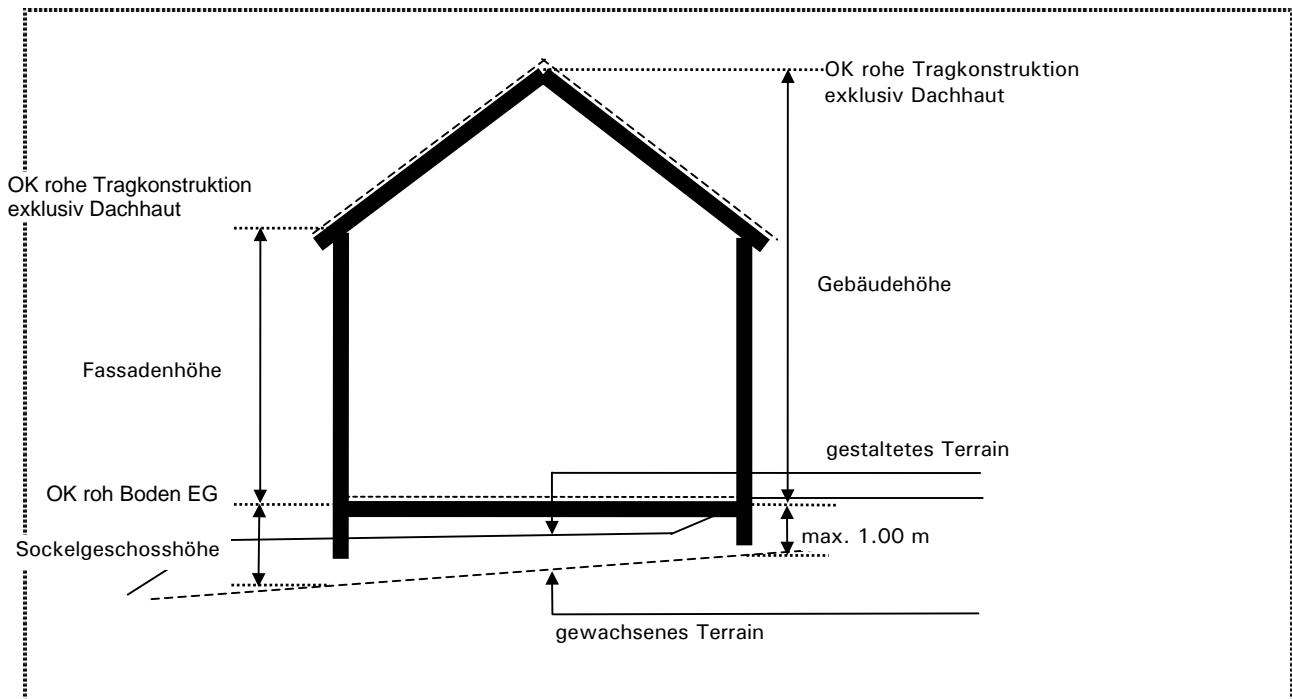 OK rohe Tragkonstruktion
exklusiv Dachhaut
OK rohe Tragkonstruktion
exklusiv Dachhaut
Gebäudehöhe
Fassadenhöhe
gestaltetes Terrain
OK roh Boden EG
max. 1.00 m
Sockelgeschosshöhe
gewachsenes Terrain